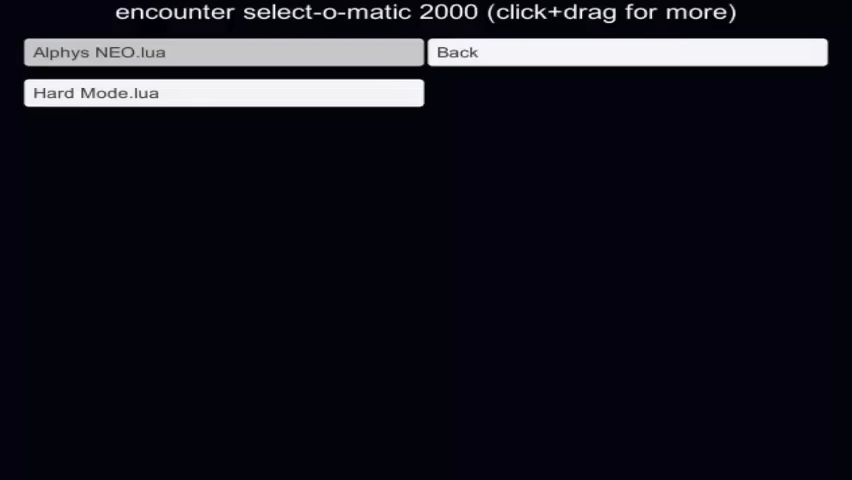 encounter select-o-matic 2000 (click+drag for more)
Alphys NEO.lua
Back
Hard Mode.lua